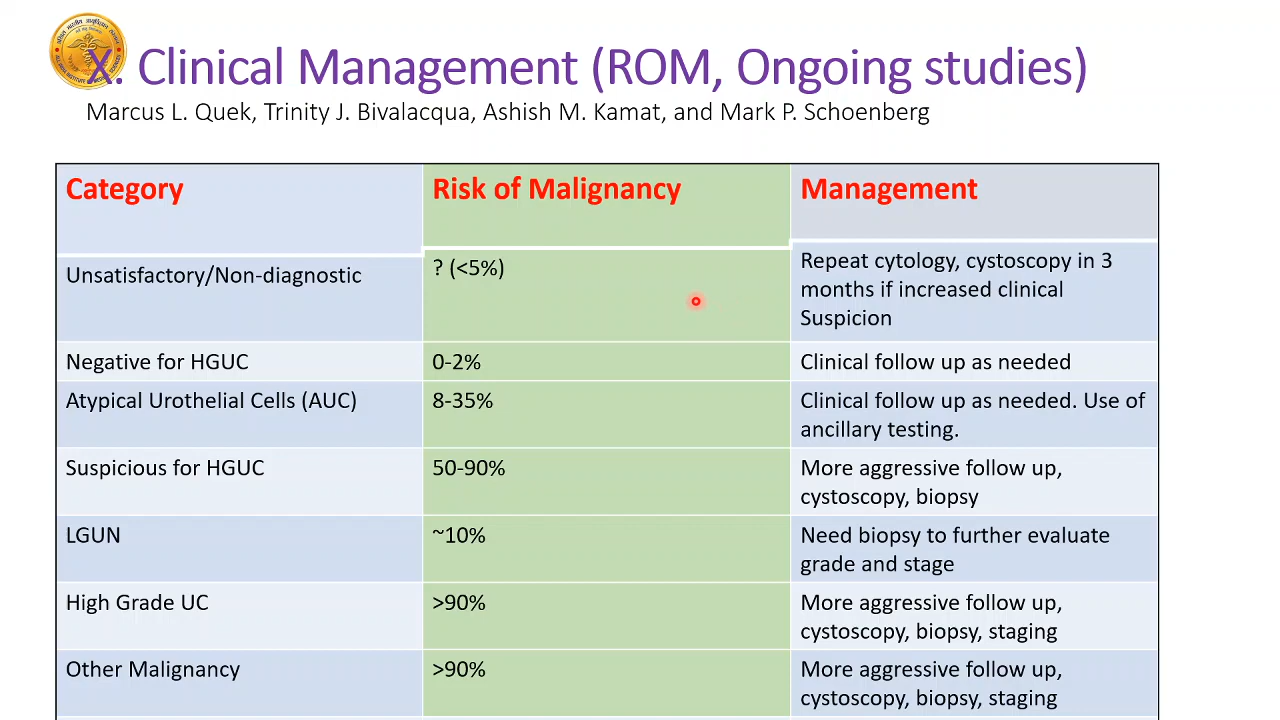 X. Clinical Management (ROM, Ongoing studies)
Marcus L. Quek, Trinity J. Bivalacqua, Ashish M. Kamat, and Mark P. Schoenberg
Category
Risk of Malignancy
Management
Unsatisfactory/Non-diagnostic
? (<5%)
Repeat cytology, cystoscopy in 3
months if increased clinical
Suspicion
Negative for HGUC
0-2%
Clinical follow up as needed
Atypical Urothelial Cells (AUC)
8-35%
Clinical follow up as needed. Use of
ancillary testing.
Suspicious for HGUC
50-90%
More aggressive follow up,
cystoscopy, biopsy
LGUN
~10%
Need biopsy to further evaluate
grade and stage
High Grade UC
>90%
More aggressive follow up,
cystoscopy, biopsy, staging
Other Malignancy
>90%
More aggressive follow up,
cystoscopy, biopsy, staging